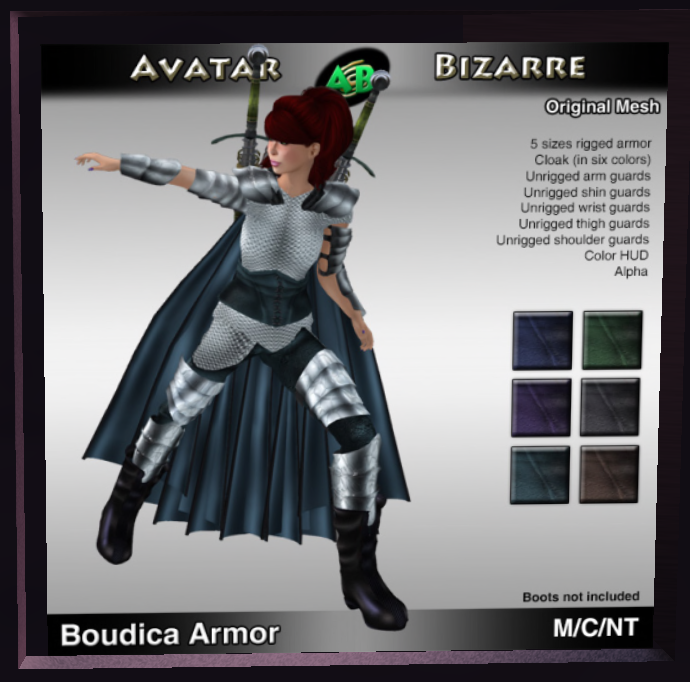 Avatar AB Bizarre
Original Mesh
5 sizes rigged armor
Cloak (in six colors)
Unrigged arm guards
Unrigged shin guards
Unrigged wrist guards
Unrigged thigh guards
Unrigged shoulder guards
Color HUD
Alpha
Boots not included
Boudica Armor
M/C/NT